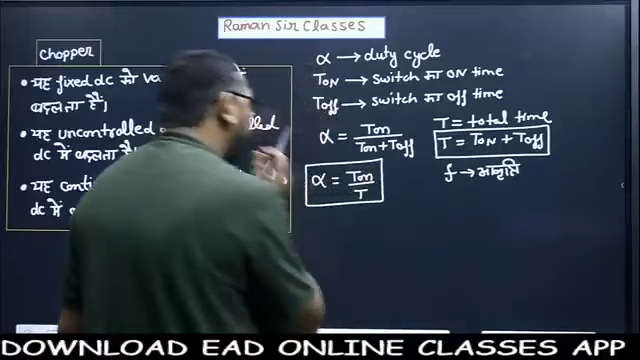 Raman Sir Classes
Chopper
• यह fixed dc को va
बदलता है।
• यह uncontrolled lled
dc में बदलता है
• यह conti
dc में
α → duty cycle
TON → switch का ON time
Toff → switch का off time
α = Ton / Ton + Toff
α = Ton / T
T = total time
T = TON + Toff
f → आवृत्ति
DOWNLOAD EAD ONLINE CLASSES APP